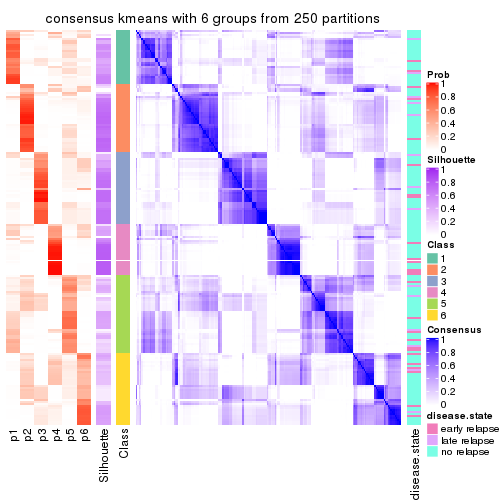 consensus kmeans with 6 groups from 250 partitions
Prob
1
0.8
0.6
0.4
0.2
0
Silhouette
1
0.8
0.6
0.4
0.2
0
Class
1
2
3
4
5
6
Consensus
1
0.8
0.6
0.4
0.2
0
disease.state
early relapse
late relapse
no relapse
p1
p2
p3
p4
p5
p6
Silhouette
Class
disease.state